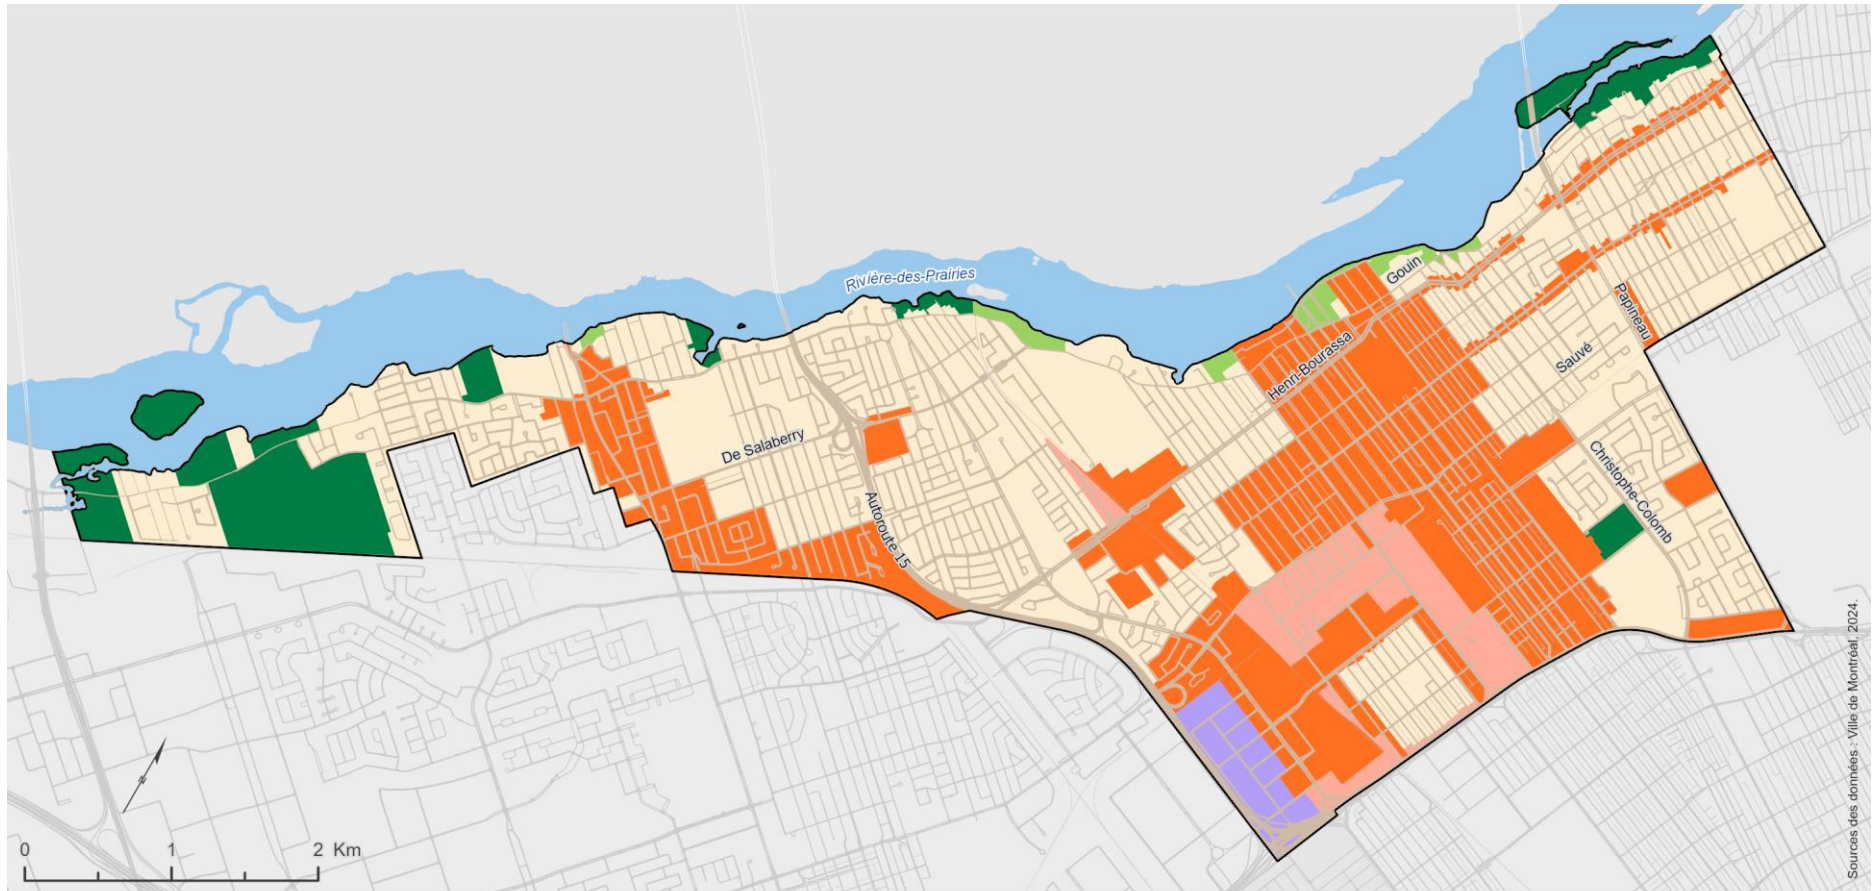 Rivière-des-Prairies
Gouin
Papineau
Henri-Bourassa
Sauvé
De Salaberry
Christophe-Colomb
Autoroute 15
N
0 1 2 Km
Sources des données : Ville de Montréal, 2024.